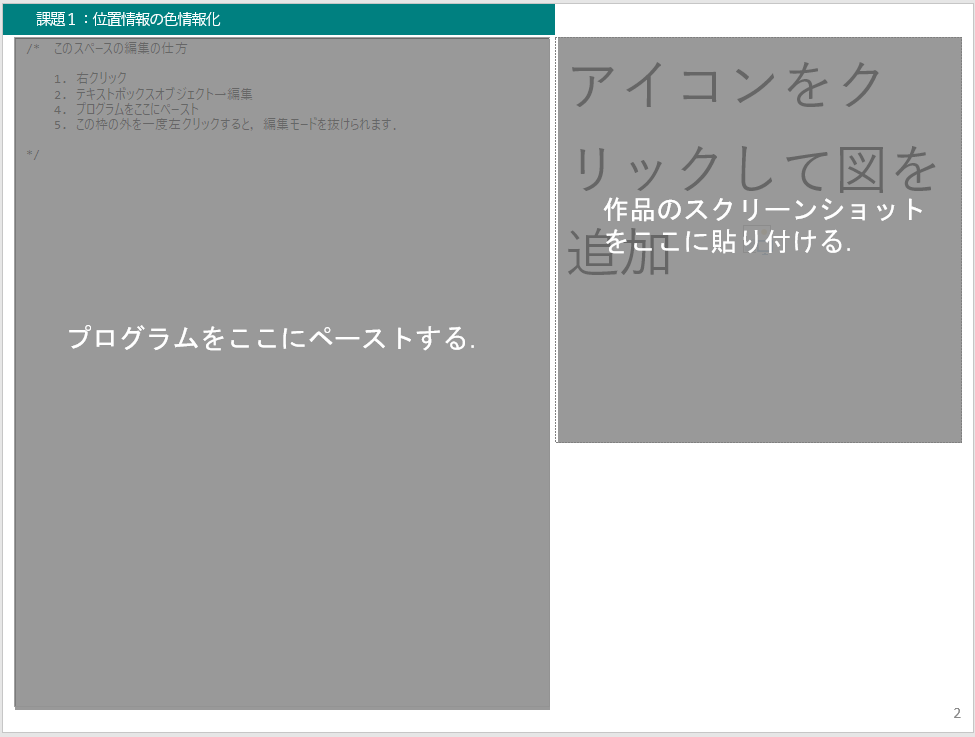 課題１：位置情報の色情報化
/*  このスペースの編集の仕方
1. 右クリック
2. テキストボックスオブジェクトー編集
4. プログラムをここにペースト
5. この枠の外を一度左クリックすると, 編集モードを抜けられます.
*/
プログラムをここにペーストする.
アイコンをク
リックして図を
追加
作品のスクリーンショット
をここに貼り付ける.
2